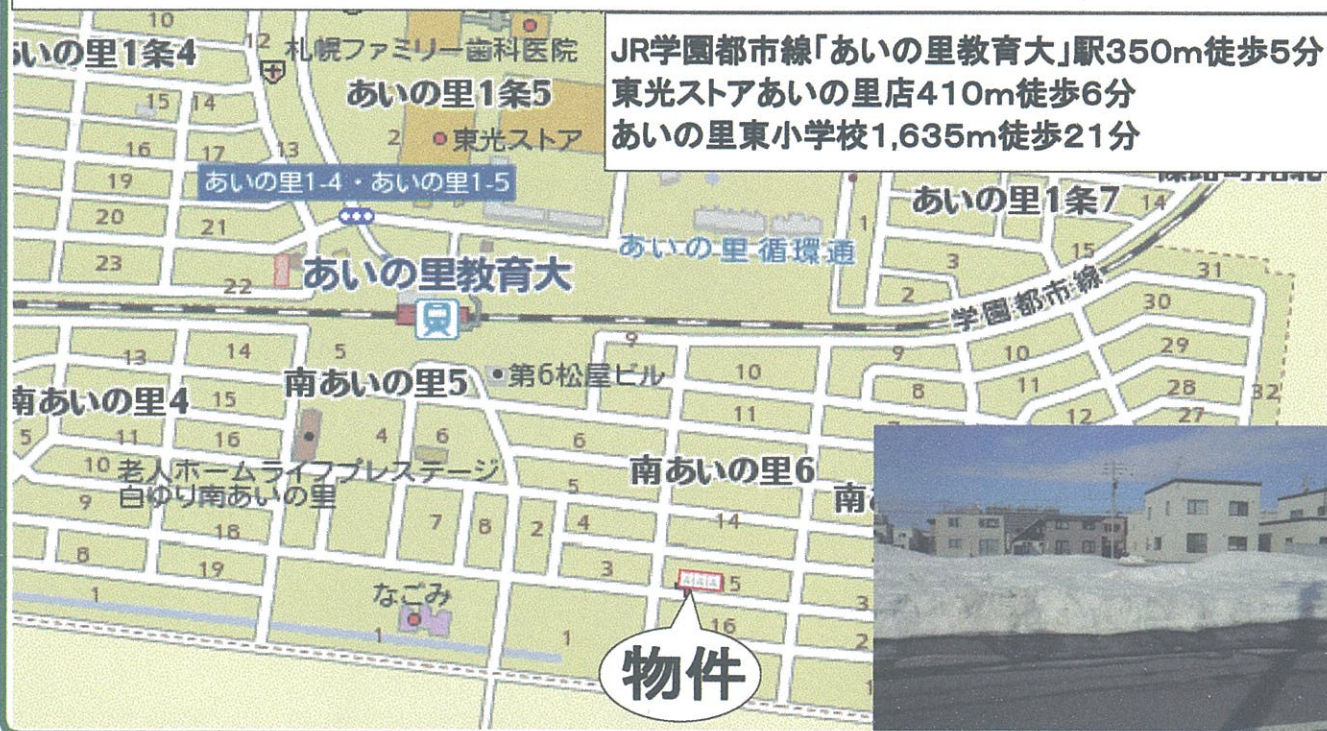 JR学園都市線「あいの里教育大」駅350m徒歩5分
東光ストアあいの里店410m徒歩6分
あいの里東小学校1,635m徒歩21分
10
いの里1条4
12
札幌ファミリー歯科医院
あいの里1条5
15 14
2
東光ストア
16
17
13
19
あいの里1-4・あいの里1-5
あいの里1条7
14
20
21
1
あいの里循環通
15
23
3
31
22
あいの里教育大
2
30
学園都市線
13
14
5
9
9
10
29
南あいの里5
第6松屋ビル
10
8
11
28
32
南あいの里4
15
11
12
27
5
11
16
4
6
6
10
老人ホームライフプレステージ
白ゆり南あいの里
南あいの里6
南
9
5
18
7
8
2
4
14
8
19
3
5
1
なごみ
3
1
1
16
2
物件